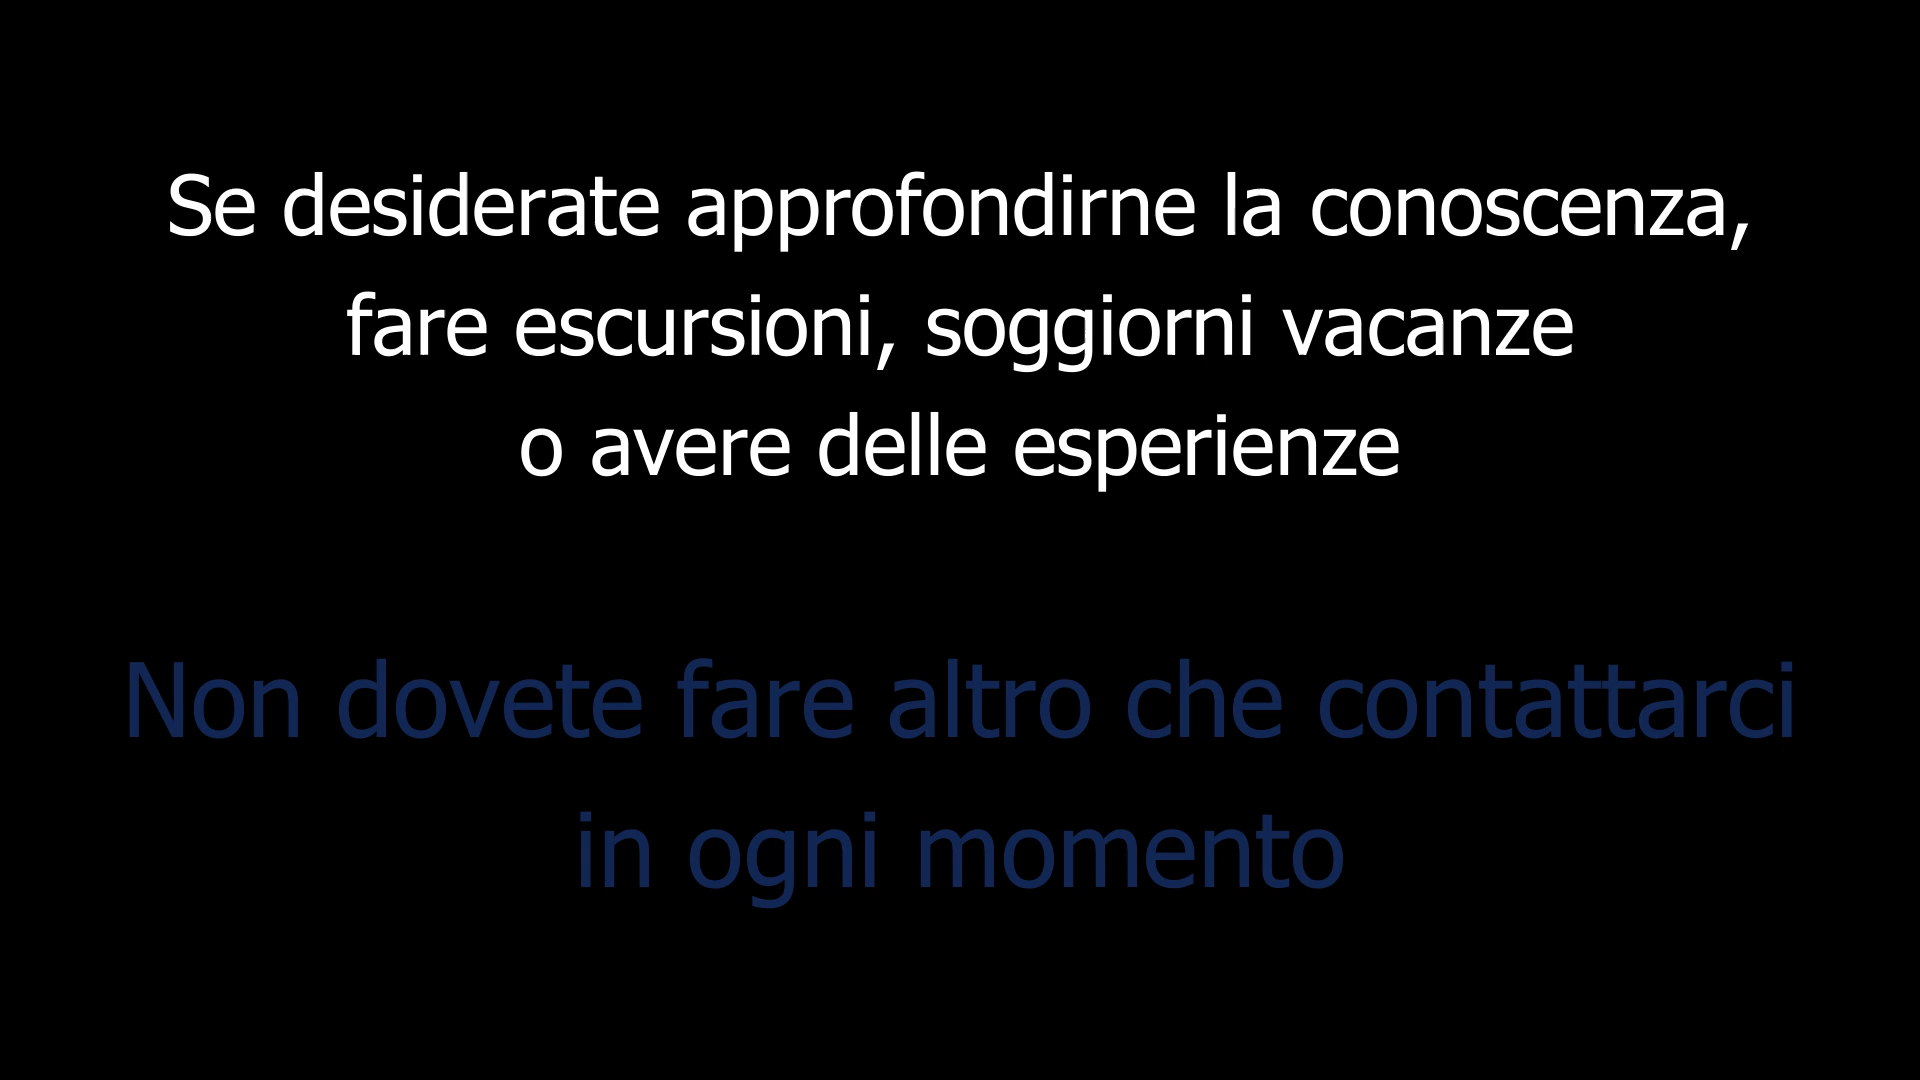 Se desiderate approfondirne la conoscenza,
fare escursioni, soggiorni vacanze
o avere delle esperienze
Non dovete fare altro che contattarci
in ogni momento